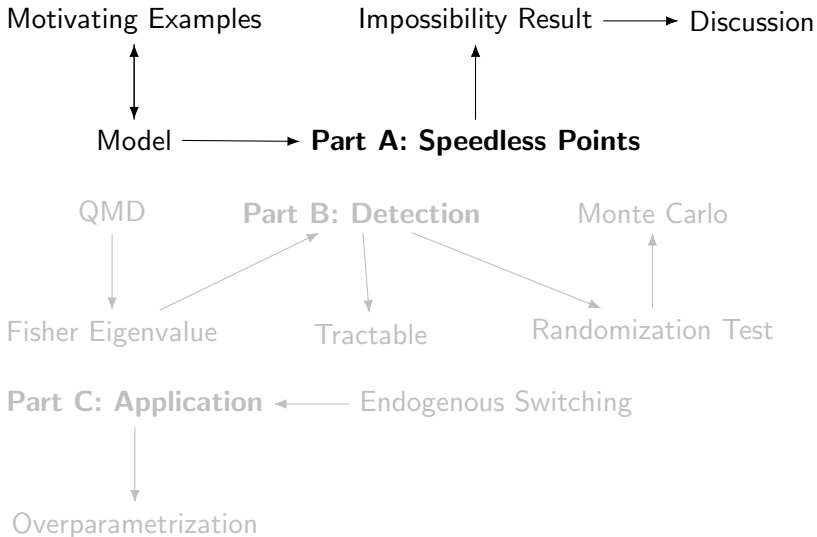 Motivating Examples Impossibility Result Discussion
Model Part A: Speedless Points
QMD Part B: Detection Monte Carlo
Fisher Eigenvalue Tractable Randomization Test
Part C: Application Endogenous Switching
Overparametrization